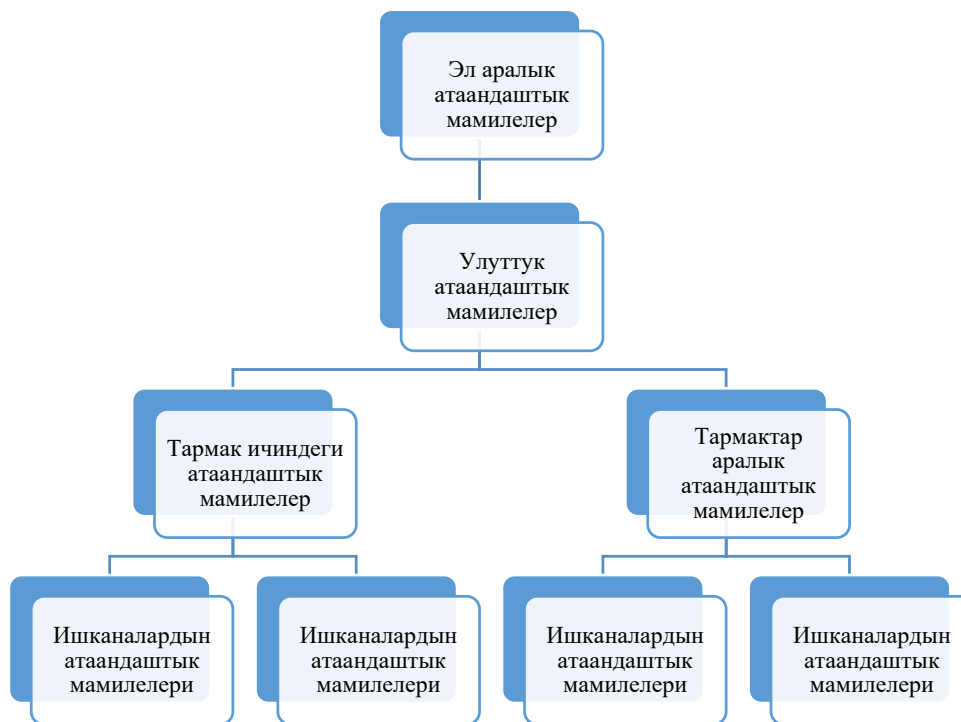 Эл аралык
атаандаштык
мамилелер
Улуттук
атаандаштык
мамилелер
Тармак ичиндеги
атаандаштык
мамилелер
Тармактар
аралык
атаандаштык
мамилелер
Ишканалардын
атаандаштык
мамилелери
Ишканалардын
атаандаштык
мамилелери
Ишканалардын
атаандаштык
мамилелери
Ишканалардын
атаандаштык
мамилелери